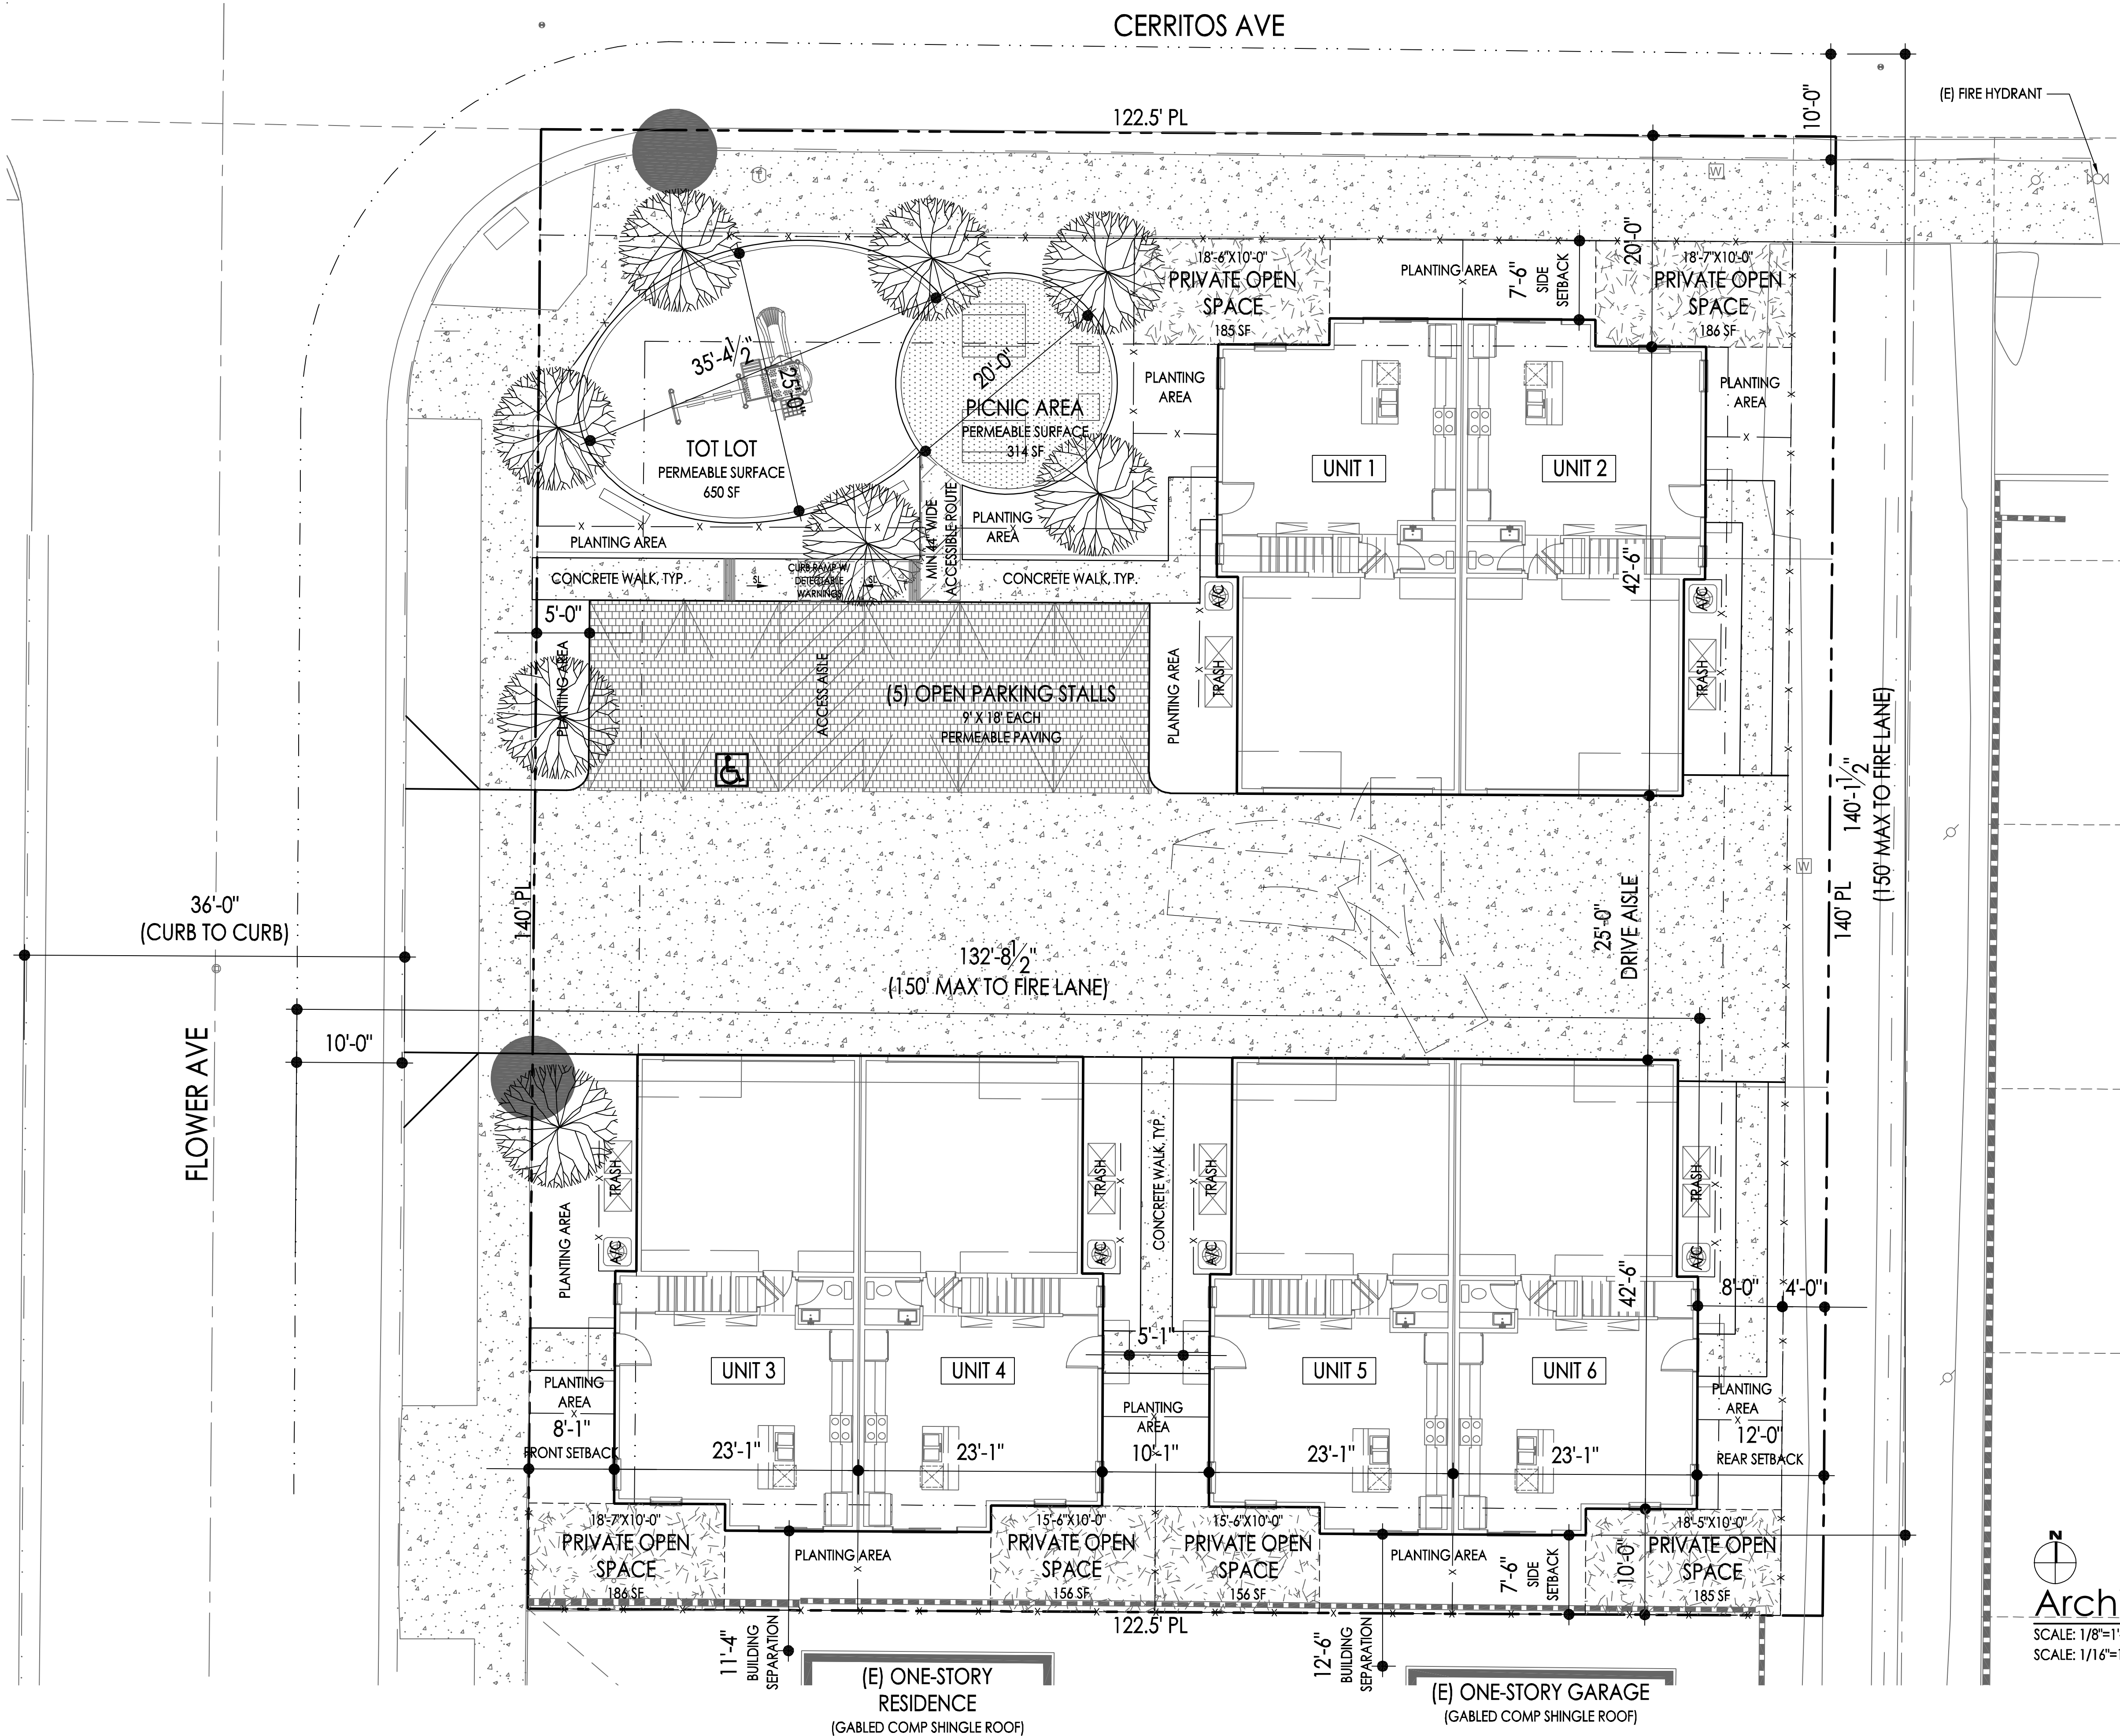 CERRITOS AVE
(E) FIRE HYDRANT
122.5' PL
10'-0"
W
20'-0"
18'-6"X10'-0"
PRIVATE OPEN
SPACE
185 SF
PLANTING AREA
7'-6"
SIDE
SETBACK
18'-7"X10'-0"
PRIVATE OPEN
SPACE
186 SF
35'-4 1/2"
25'-0"
20'-0"
TOT LOT
PERMEABLE SURFACE
650 SF
PICNIC AREA
PERMEABLE SURFACE
314 SF
PLANTING
AREA
PLANTING
AREA
UNIT 1
UNIT 2
PLANTING AREA
MIN 44" WIDE
ACCESSIBLE ROUTE
PLANTING
AREA
CONCRETE WALK, TYP.
SL
CURB RAMP W/
DETECTABLE
WARNINGS
SL
CONCRETE WALK, TYP.
42'-6"
A/C
A/C
5'-0"
PLANTING AREA
ACCESS AISLE
(5) OPEN PARKING STALLS
9' X 18' EACH
PERMEABLE PAVING
PLANTING AREA
TRASH
TRASH
140'-1 1/2"
(150' MAX TO FIRE LANE)
W
36'-0"
(CURB TO CURB)
140' PL
132'-8 1/2"
(150' MAX TO FIRE LANE)
25'-0"
DRIVE AISLE
140' PL
10'-0"
FLOWER AVE
PLANTING AREA
TRASH
A/C
TRASH
A/C
CONCRETE WALK, TYP.
TRASH
A/C
TRASH
A/C
42'-6"
8'-0"
4'-0"
5'-1"
UNIT 3
UNIT 4
UNIT 5
UNIT 6
PLANTING
AREA
8'-1"
FRONT SETBACK
23'-1"
23'-1"
PLANTING
AREA
10'-1"
23'-1"
23'-1"
PLANTING
AREA
12'-0"
REAR SETBACK
18'-7"X10'-0"
PRIVATE OPEN
SPACE
186 SF
PLANTING AREA
15'-6"X10'-0"
PRIVATE OPEN
SPACE
156 SF
15'-6"X10'-0"
PRIVATE OPEN
SPACE
156 SF
PLANTING AREA
7'-6"
SIDE
SETBACK
10'-0"
18'-5"X10'-0"
PRIVATE OPEN
SPACE
185 SF
122.5' PL
11'-4"
BUILDING
SEPARATION
(E) ONE-STORY
RESIDENCE
(GABLED COMP SHINGLE ROOF)
12'-6"
BUILDING
SEPARATION
(E) ONE-STORY GARAGE
(GABLED COMP SHINGLE ROOF)
N
Arch
SCALE: 1/8"=1'
SCALE: 1/16"=1